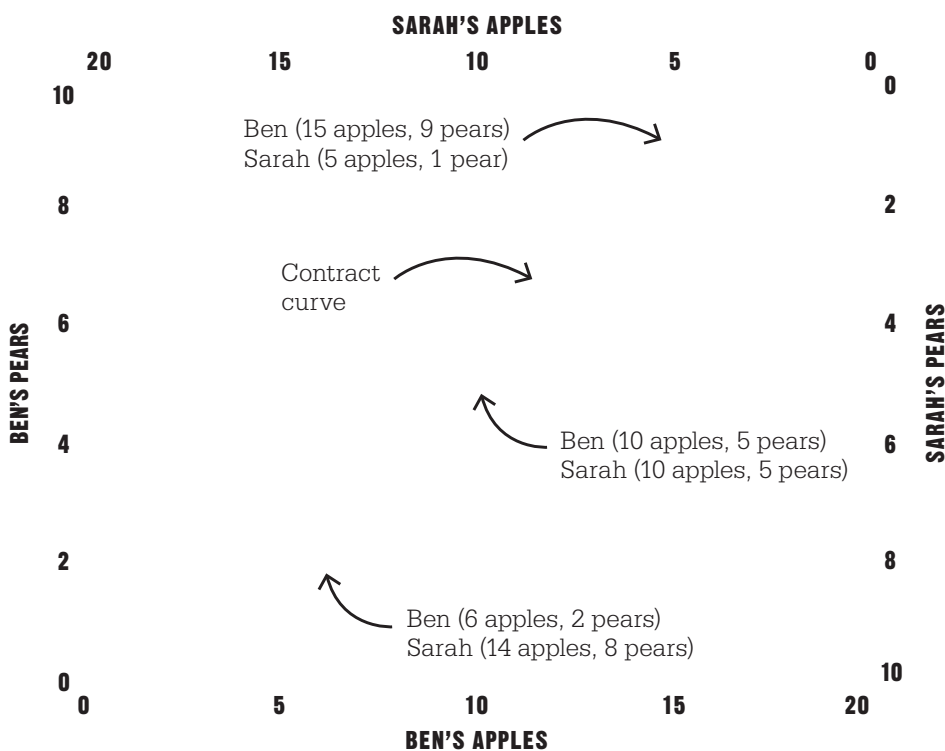 SARAH'S APPLES
20 15 10 5 0
10 0
Ben (15 apples, 9 pears)
Sarah (5 apples, 1 pear)
8 2
Contract
curve
6 4
BEN'S PEARS
SARAH'S PEARS
4 6
Ben (10 apples, 5 pears)
Sarah (10 apples, 5 pears)
2 8
Ben (6 apples, 2 pears)
Sarah (14 apples, 8 pears)
0 10
0 5 10 15 20
BEN'S APPLES